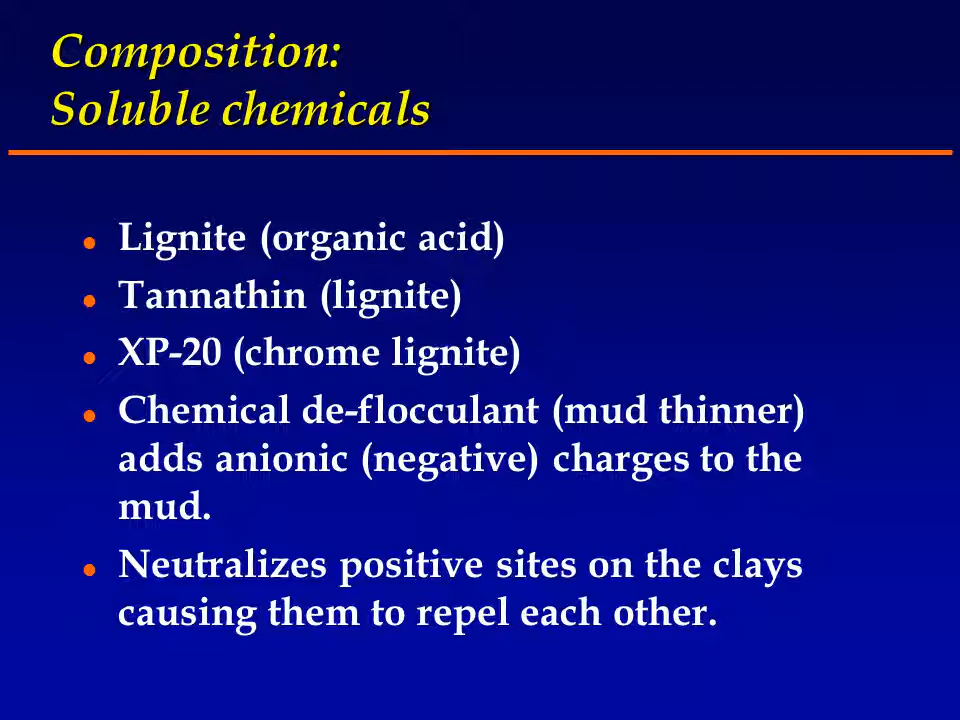 Composition:
Soluble chemicals
Lignite (organic acid)
Tannathin (lignite)
XP-20 (chrome lignite)
Chemical de-flocculant (mud thinner)
adds anionic (negative) charges to the
mud.
Neutralizes positive sites on the clays
causing them to repel each other.